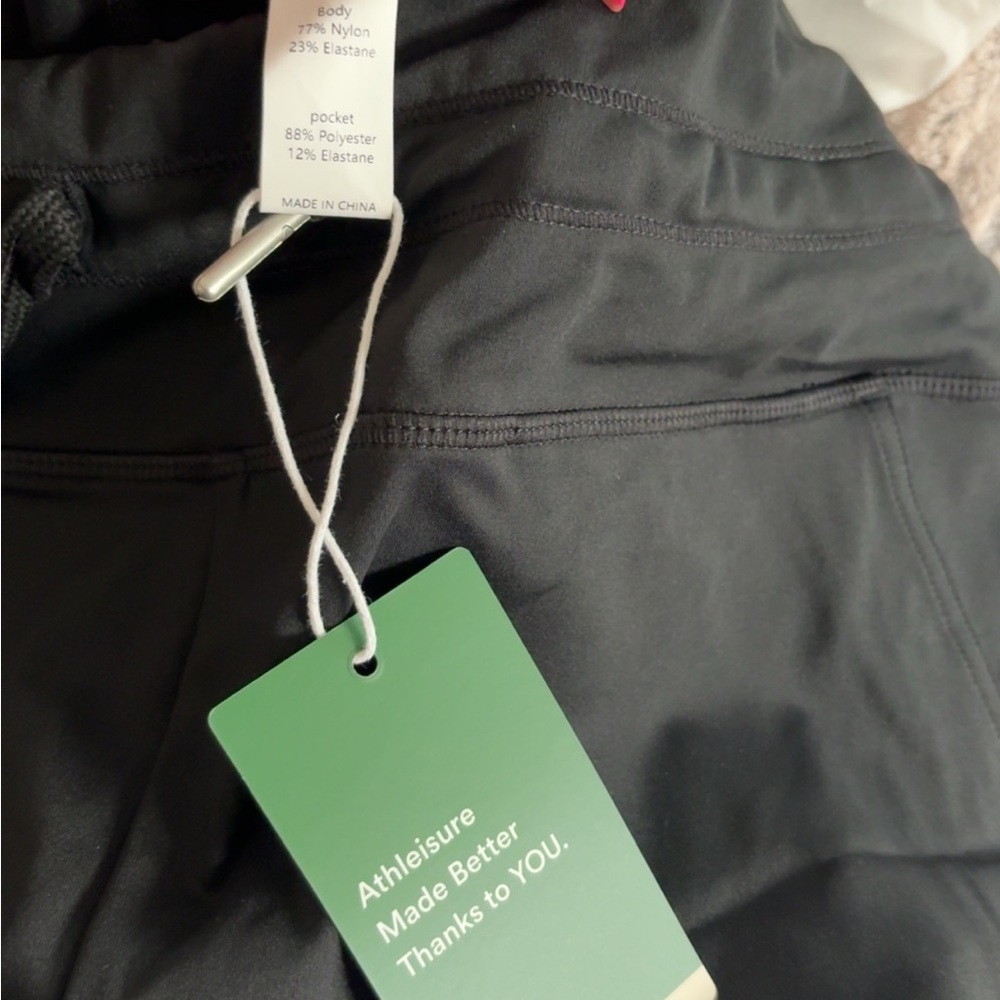 Body
77% Nylon
23% Elastane
pocket
88% Polyester
12% Elastane
MADE IN CHINA
Athleisure
Made Better
Thanks to YOU.